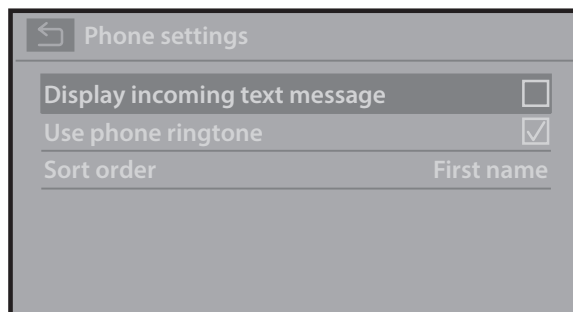 Phone settings
Display incoming text message
Use phone ringtone
Sort order First name